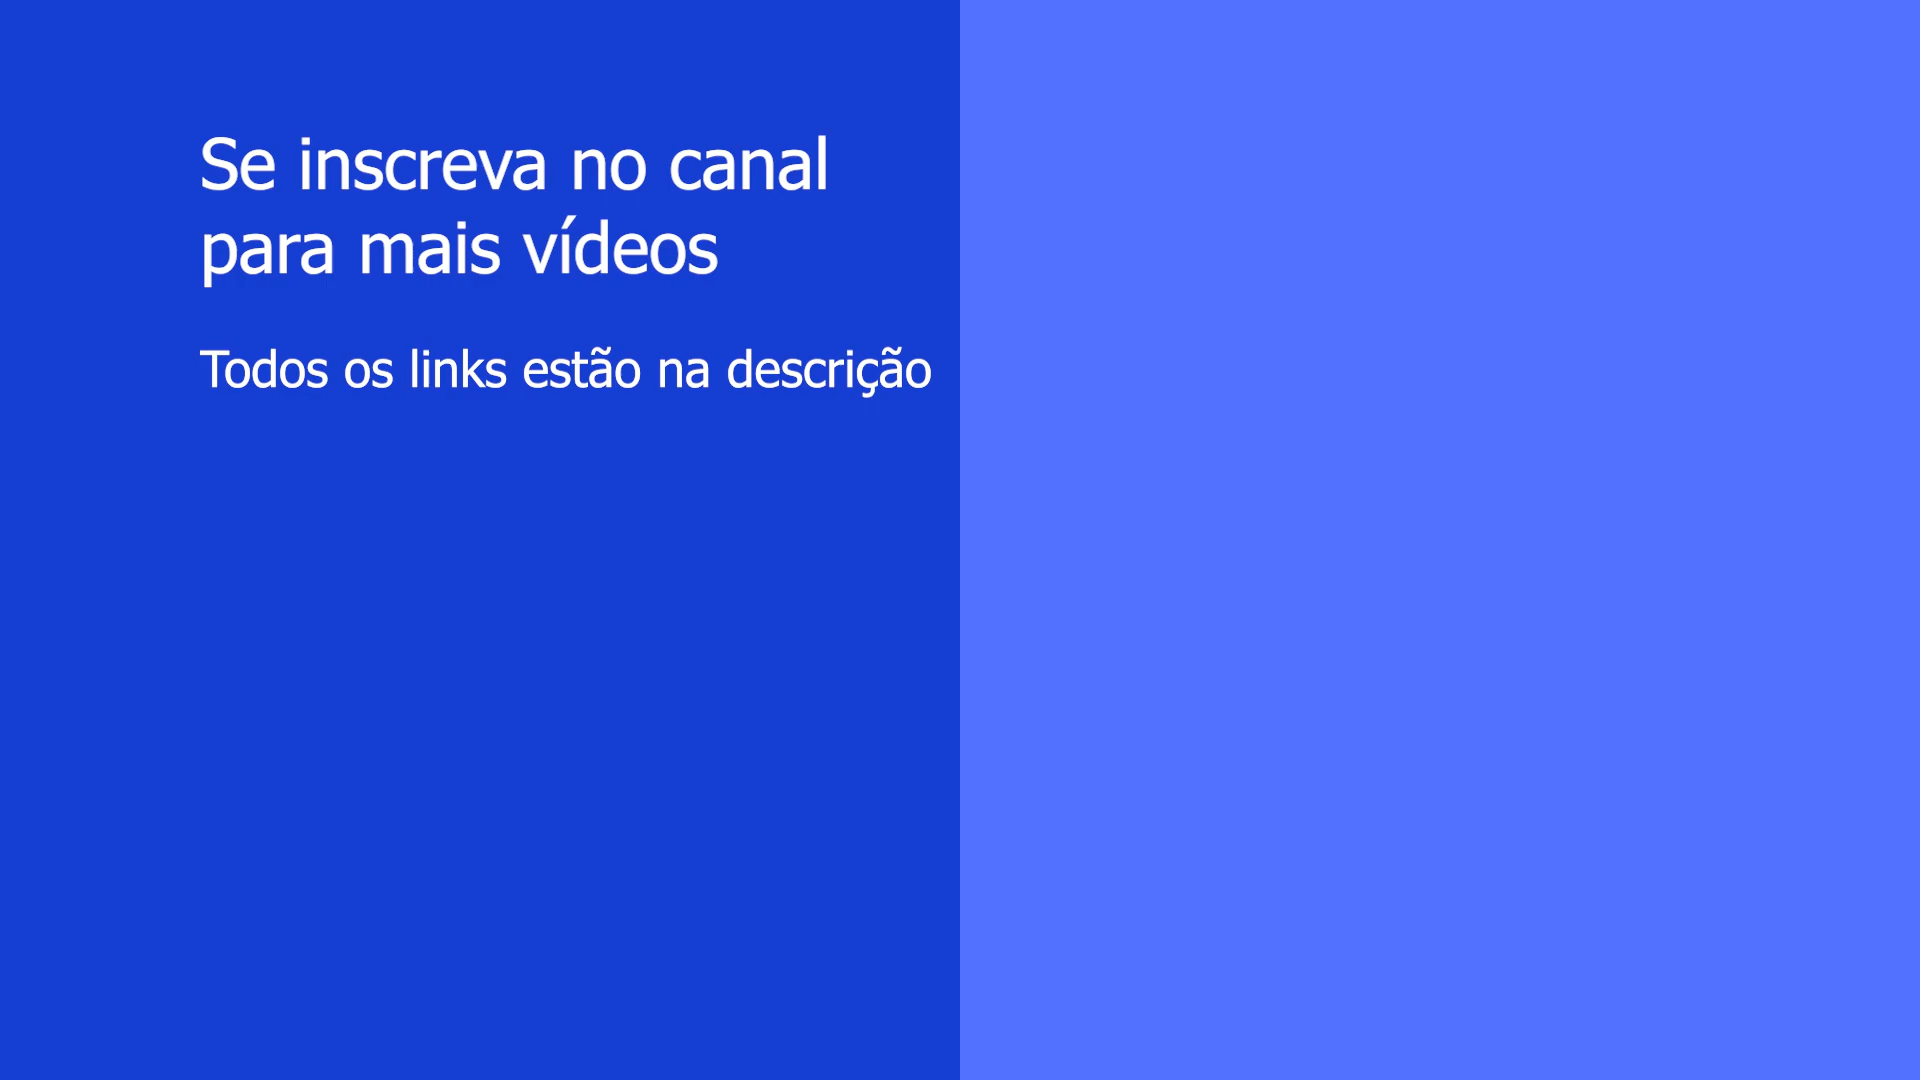 Se inscreva no canal
para mais vídeos
Todos os links estão na descrição